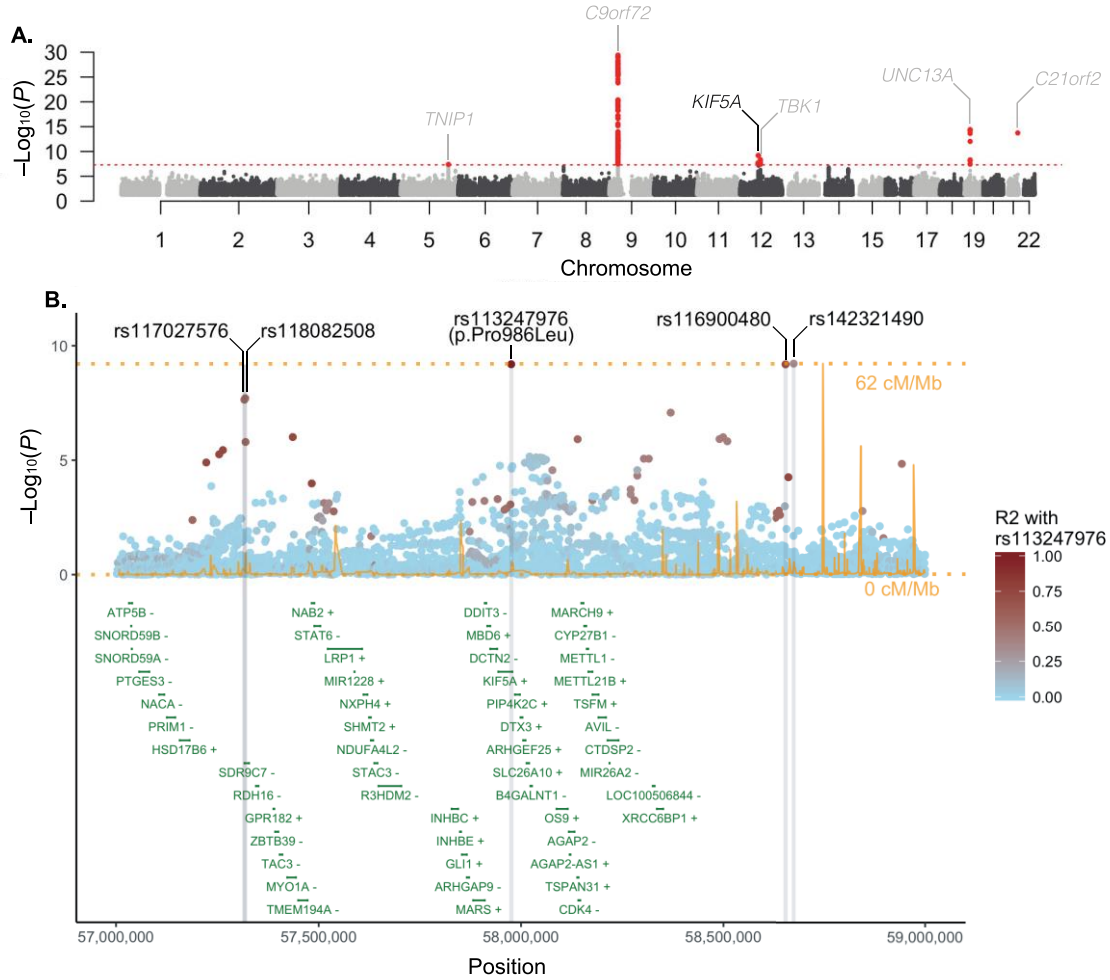 A.
C9orf72
TNIP1
KIF5A
TBK1
UNC13A
C21orf2
–Log10(P)
30
25
20
15
10
5
0
1 2 3 4 5 6 7 8 9 10 11 12 13 15 17 19 22
Chromosome
B.
rs117027576
rs118082508
rs113247976
(p.Pro986Leu)
rs116900480
rs142321490
–Log10(P)
10
5
0
62 cM/Mb
0 cM/Mb
R2 with
rs113247976
1.00
0.75
0.50
0.25
0.00
ATP5B -
SNORD59B -
SNORD59A -
PTGES3 -
NACA -
PRIM1 -
HSD17B6 +
SDR9C7 -
RDH16 -
GPR182 +
ZBTB39 -
TAC3 -
MYO1A -
TMEM194A -
NAB2 +
STAT6 -
LRP1 +
MIR1228 +
NXPH4 +
SHMT2 +
NDUFA4L2 -
STAC3 -
R3HDM2 -
INHBC +
INHBE +
GLI1 +
ARHGAP9 -
MARS +
DDIT3 -
MBD6 +
DCTN2 -
KIF5A +
PIP4K2C +
DTX3 +
ARHGEF25 +
SLC26A10 +
B4GALNT1 -
OS9 +
AGAP2 -
AGAP2-AS1 +
TSPAN31 +
CDK4 -
MARCH9 +
CYP27B1 -
METTL1 -
METTL21B +
TSFM +
AVIL -
CTDSP2 -
MIR26A2 -
LOC100506844 -
XRCC6BP1 +
57,000,000 57,500,000 58,000,000 58,500,000 59,000,000
Position